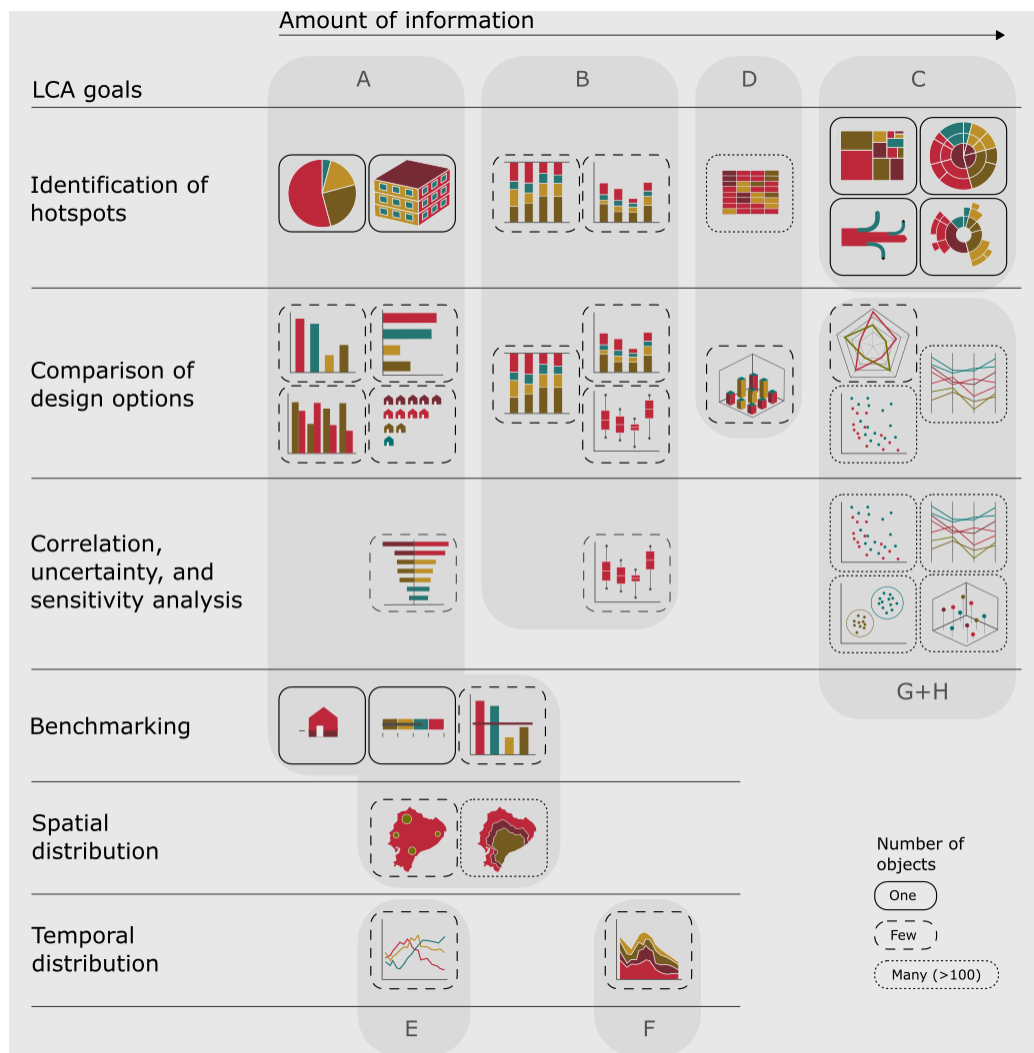 Amount of information
LCA goals
A
B
D
C
Identification of
hotspots
Comparison of
design options
Correlation,
uncertainty, and
sensitivity analysis
G+H
Benchmarking
Spatial
distribution
Number of
objects
One
Few
Many (>100)
Temporal
distribution
E
F